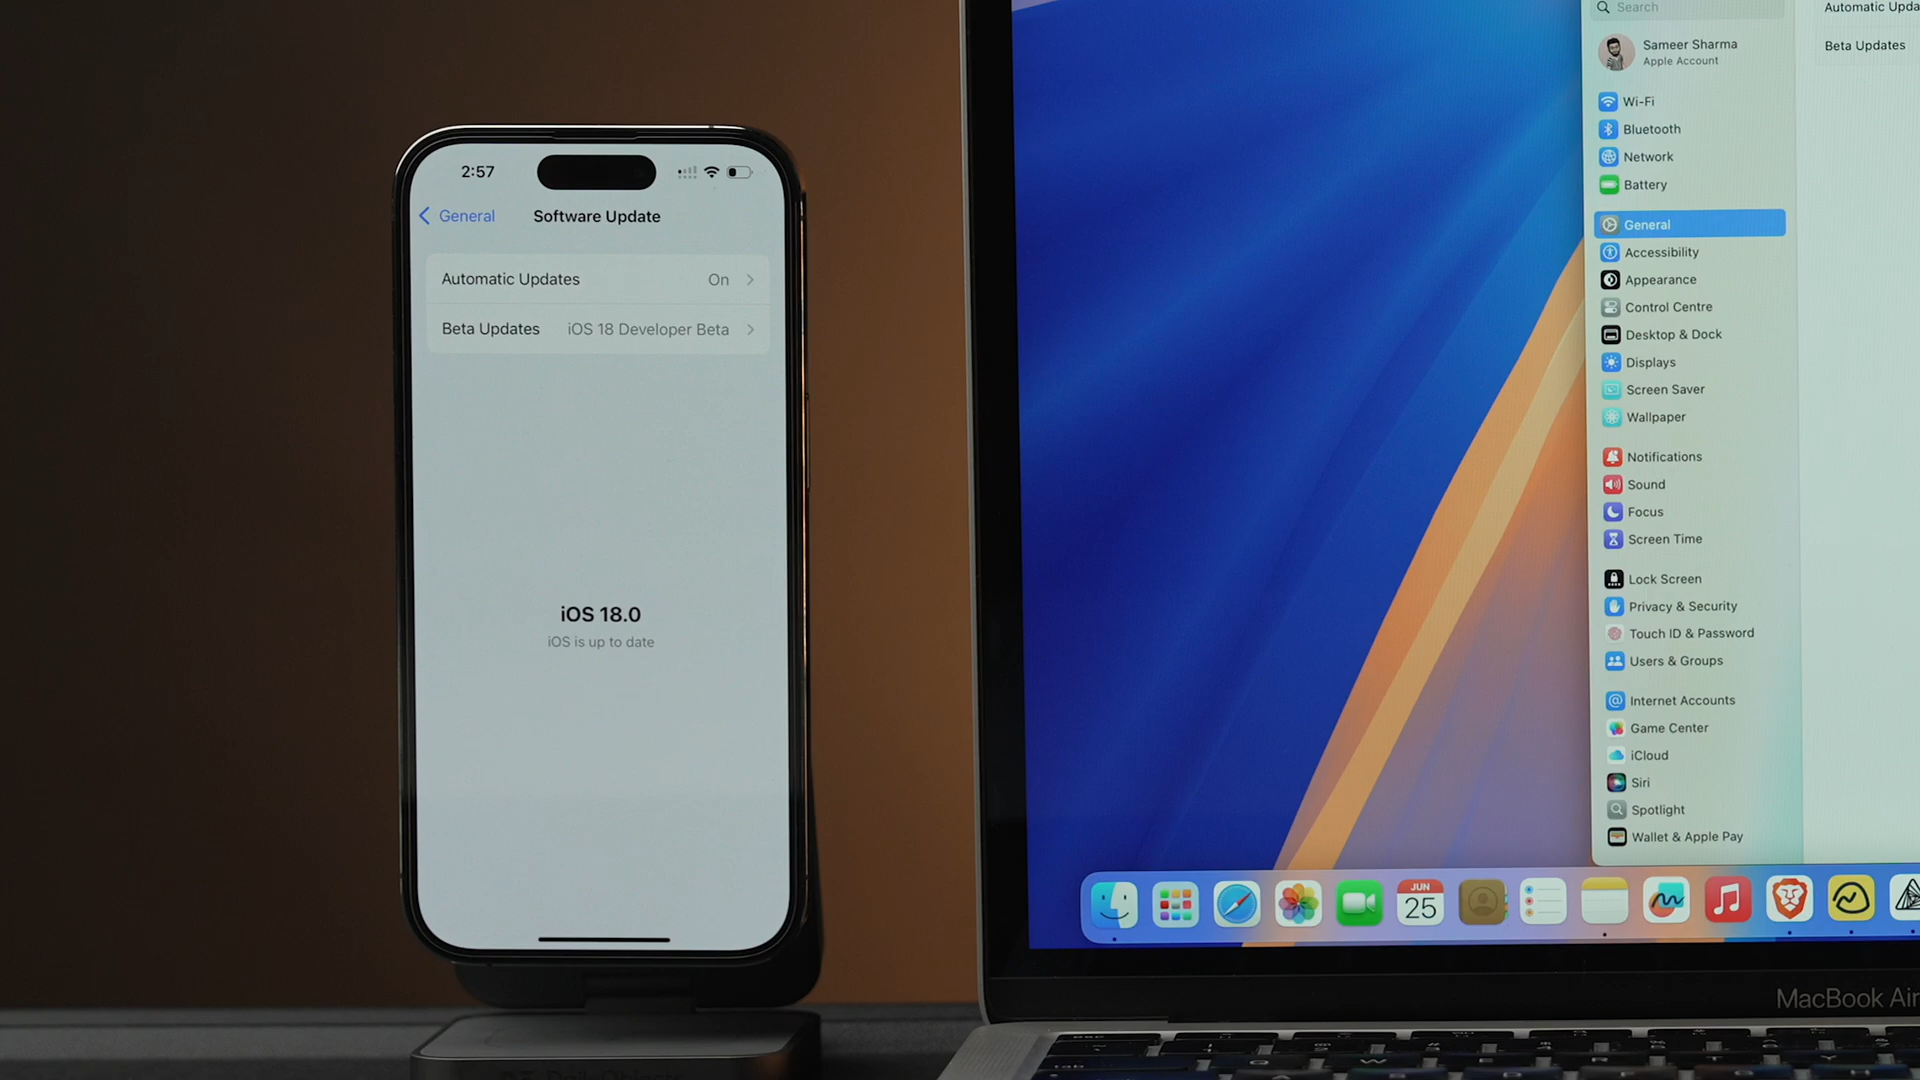 2:57
General
Software Update
Automatic Updates On
Beta Updates iOS 18 Developer Beta
iOS 18.0
iOS is up to date
Search
Sameer Sharma
Apple Account
Wi-Fi
Bluetooth
Network
Battery
General
Accessibility
Appearance
Control Centre
Desktop & Dock
Displays
Screen Saver
Wallpaper
Notifications
Sound
Focus
Screen Time
Lock Screen
Privacy & Security
Touch ID & Password
Users & Groups
Internet Accounts
Game Center
iCloud
Siri
Spotlight
Wallet & Apple Pay
Automatic Upda
Beta Updates
JUN
25
MacBook Air
tab